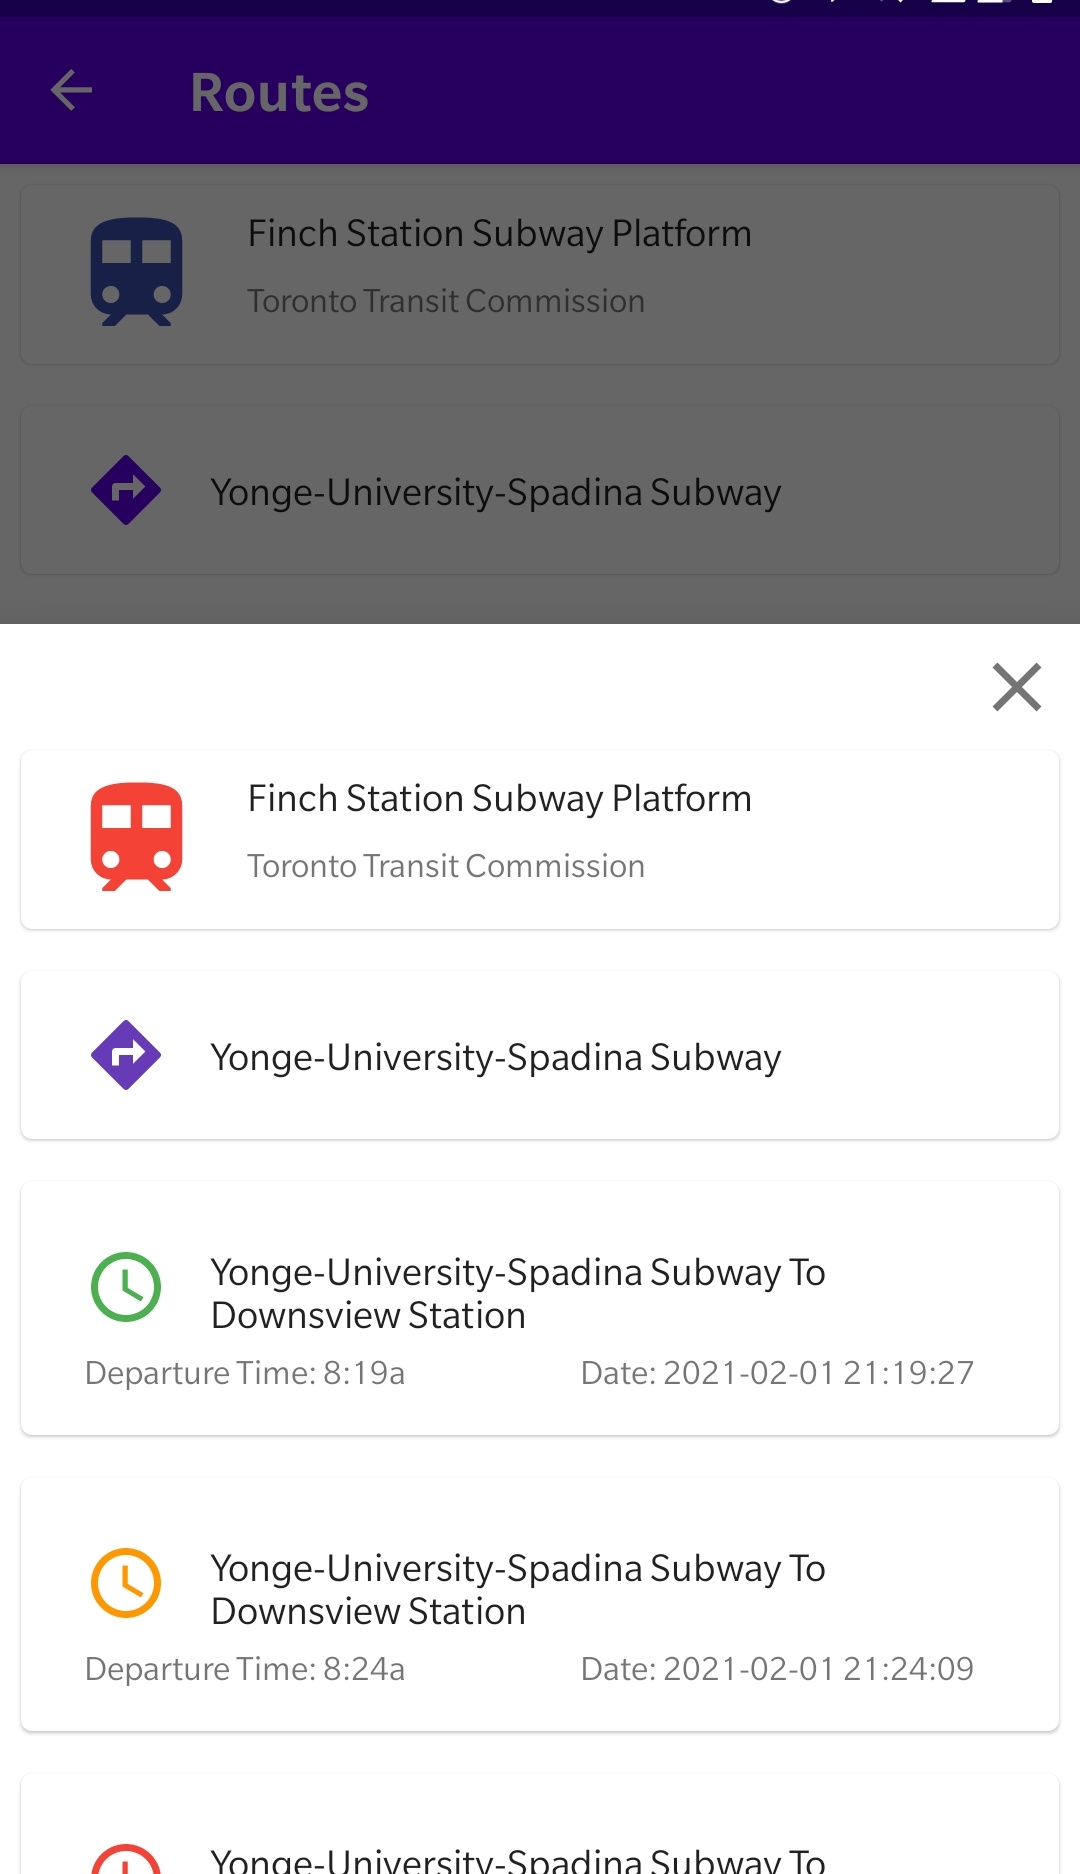 Routes
Finch Station Subway Platform
Toronto Transit Commission
Yonge-University-Spadina Subway
Finch Station Subway Platform
Toronto Transit Commission
Yonge-University-Spadina Subway
Yonge-University-Spadina Subway To
Downsview Station
Departure Time: 8:19a Date: 2021-02-01 21:19:27
Yonge-University-Spadina Subway To
Downsview Station
Departure Time: 8:24a Date: 2021-02-01 21:24:09
Yonge-University-Spadina Subway To